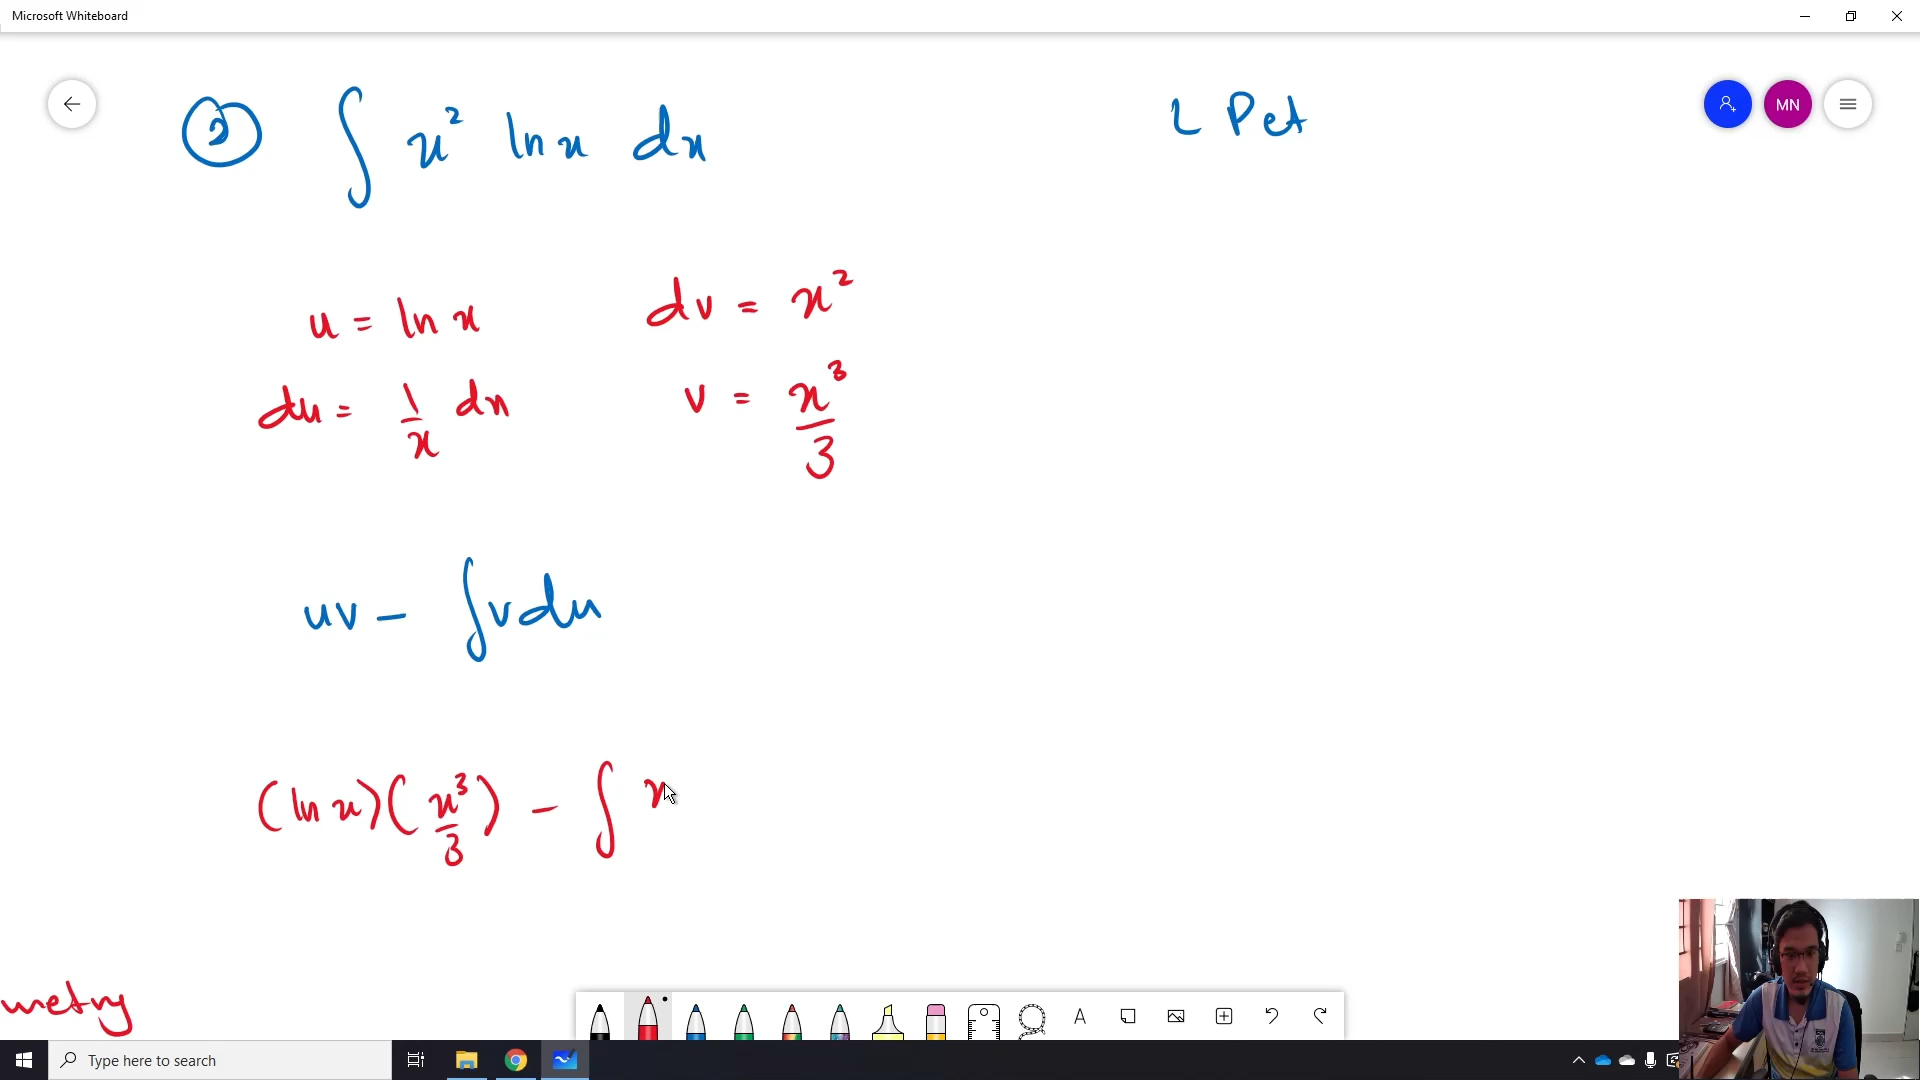 Microsoft Whiteboard
② ∫ x² ln x dx
L Pet
MN
u = ln x
dv = x²
du = 1/x dx
v = x³/3
uv − ∫ v du
(ln x)(x³/3) − ∫ x
metry
A
Type here to search